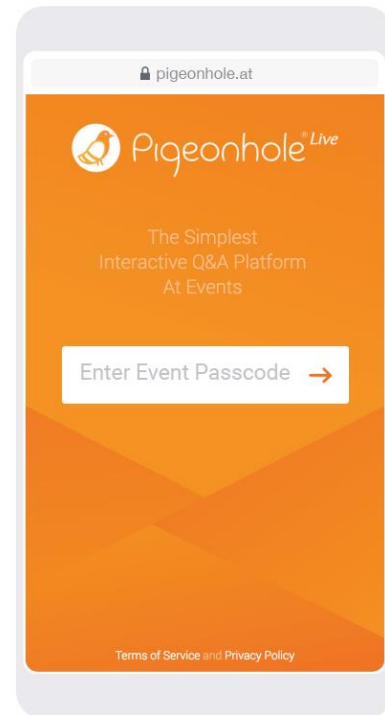 pigeonhole.at
Pigeonhole® Live
The Simplest
Interactive Q&A Platform
At Events
Enter Event Passcode →
Terms of Service and Privacy Policy